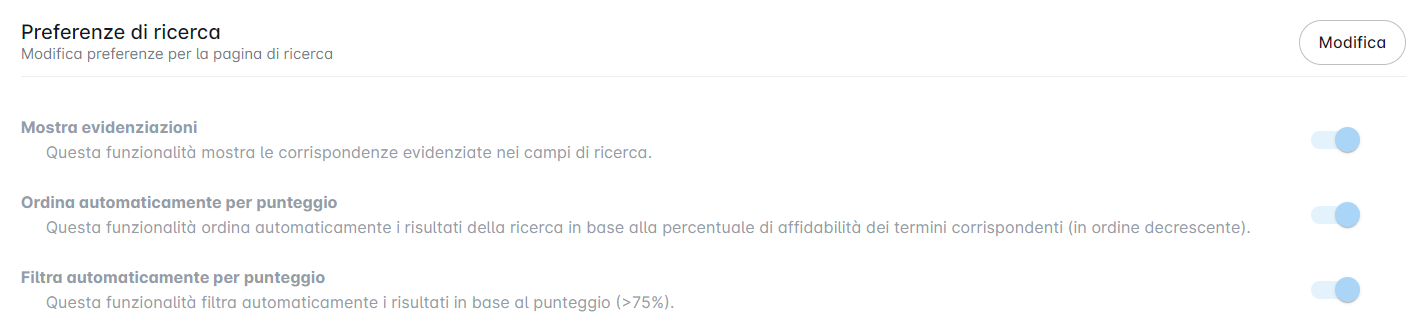 Preferenze di ricerca
Modifica preferenze per la pagina di ricerca
Modifica
Mostra evidenziazioni
Questa funzionalità mostra le corrispondenze evidenziate nei campi di ricerca.
Ordina automaticamente per punteggio
Questa funzionalità ordina automaticamente i risultati della ricerca in base alla percentuale di affidabilità dei termini corrispondenti (in ordine decrescente).
Filtra automaticamente per punteggio
Questa funzionalità filtra automaticamente i risultati in base al punteggio (>75%).